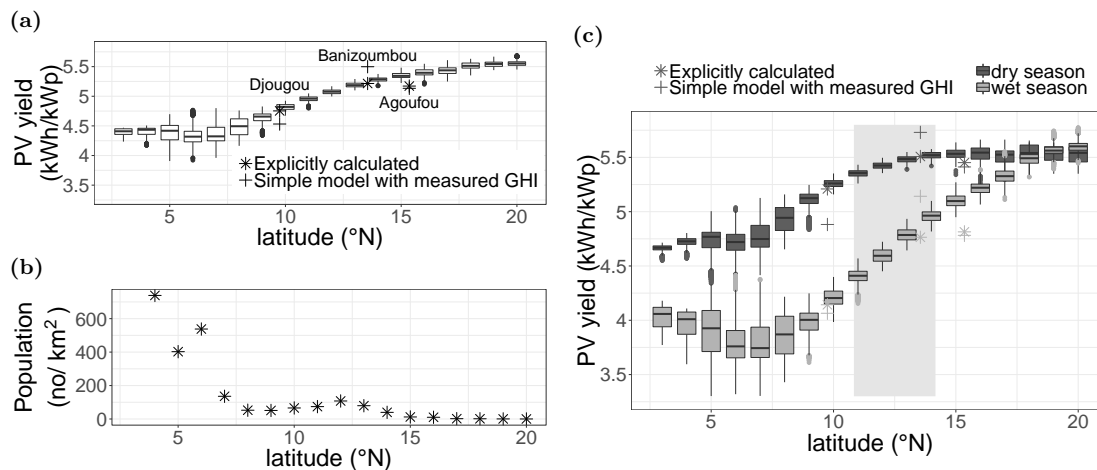 (a)
PV yield
(kWh/kWp)
5.5
5
4.5
4
3.5
Banizoumbou
Djougou
Agoufou
Explicitly calculated
Simple model with measured GHI
5
10
15
20
latitude (°N)
(b)
Population
(no/ km²)
600
400
200
0
5
10
15
20
latitude (°N)
(c)
Explicitly calculated
Simple model with measured GHI
dry season
wet season
PV yield (kWh/kWp)
5.5
5
4.5
4
3.5
5
10
15
20
latitude (°N)